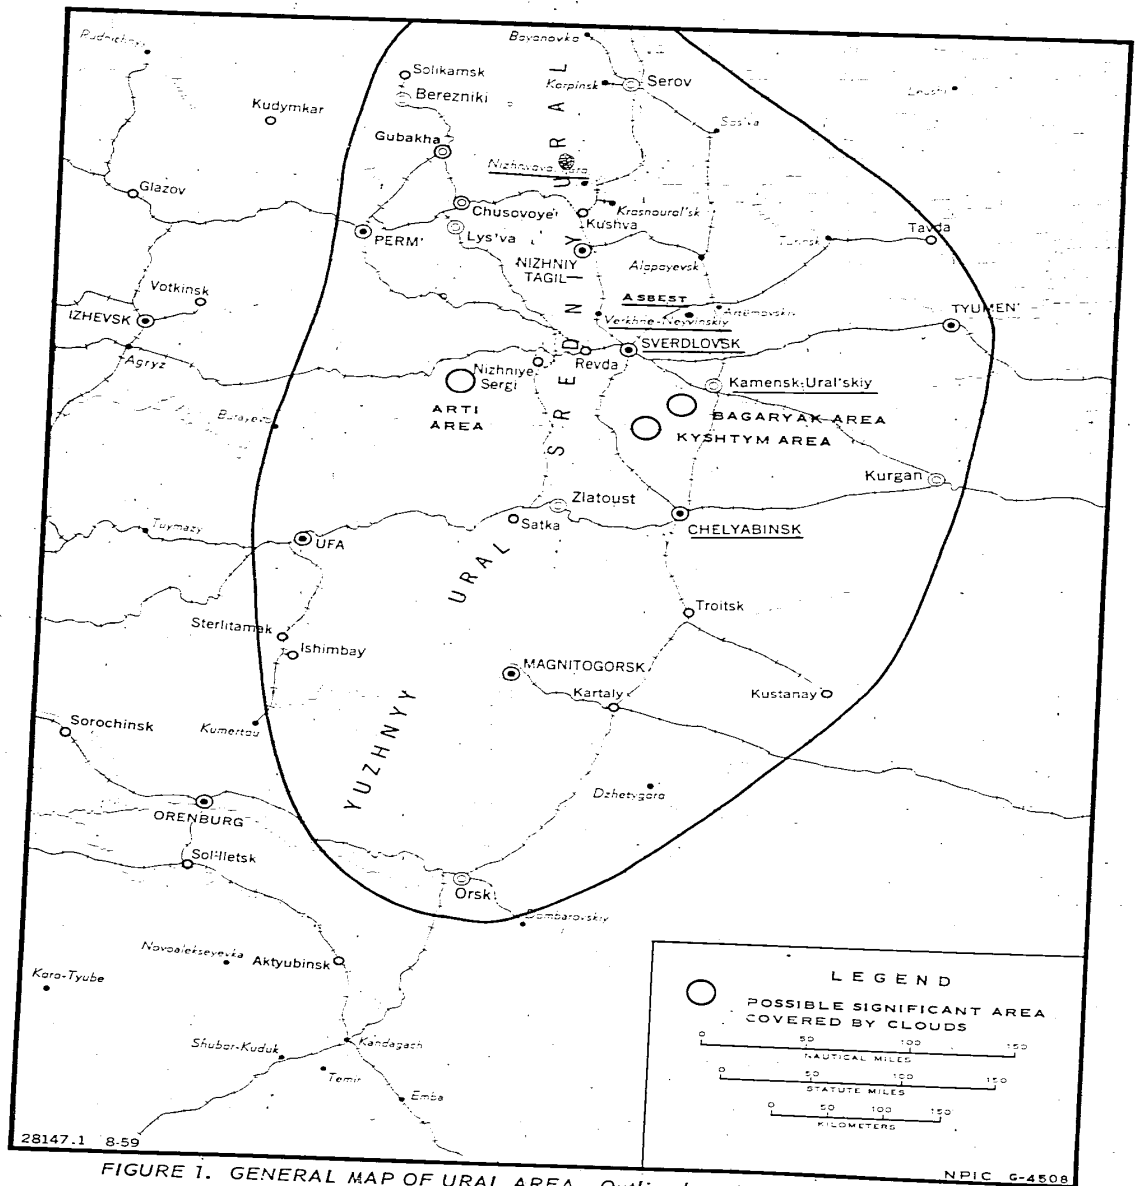 Bayanovka
Solikamsk
Karpinsk
Serov
Berezniki
Kudymkar
Sos'va
Gubakha
Glazov
Chusovoye
Krasnoural'sk
Kushva
PERM'
Lys'va
Tavda
Turinsk
NIZHNIY
TAGIL
Alapayevsk
Votkinsk
ASBEST
IZHEVSK
Artëmovskiy
TYUMEN'
Verkhne-Neyvinskiy
SVERDLOVSK
Agryz
Revda
Nizhniye
Sergi
Kamensk-Ural'skiy
ARTI
AREA
BAGARYAK AREA
KYSHTYM AREA
Burayevo
Kurgan
Zlatoust
Satka
CHELYABINSK
Tuymazy
UFA
Troitsk
Sterlitamak
Ishimbay
MAGNITOGORSK
Kartaly
Kustanay
Sorochinsk
Kumertau
Dzhetygara
ORENBURG
Sol-Iletsk
Orsk
Dombarovskiy
Novoalekseyevka
Aktyubinsk
Kara-Tyube
Kandagach
Shubar-Kuduk
Temir
Emba
SREDNIY URAL
YUZHNYY URAL
LEGEND
POSSIBLE SIGNIFICANT AREA
COVERED BY CLOUDS
0 50 100 150
NAUTICAL MILES
0 50 100 150
STATUTE MILES
0 50 100 150
KILOMETERS
28147.1 8-59
NPIC G-4508
FIGURE 1. GENERAL MAP OF URAL AREA.